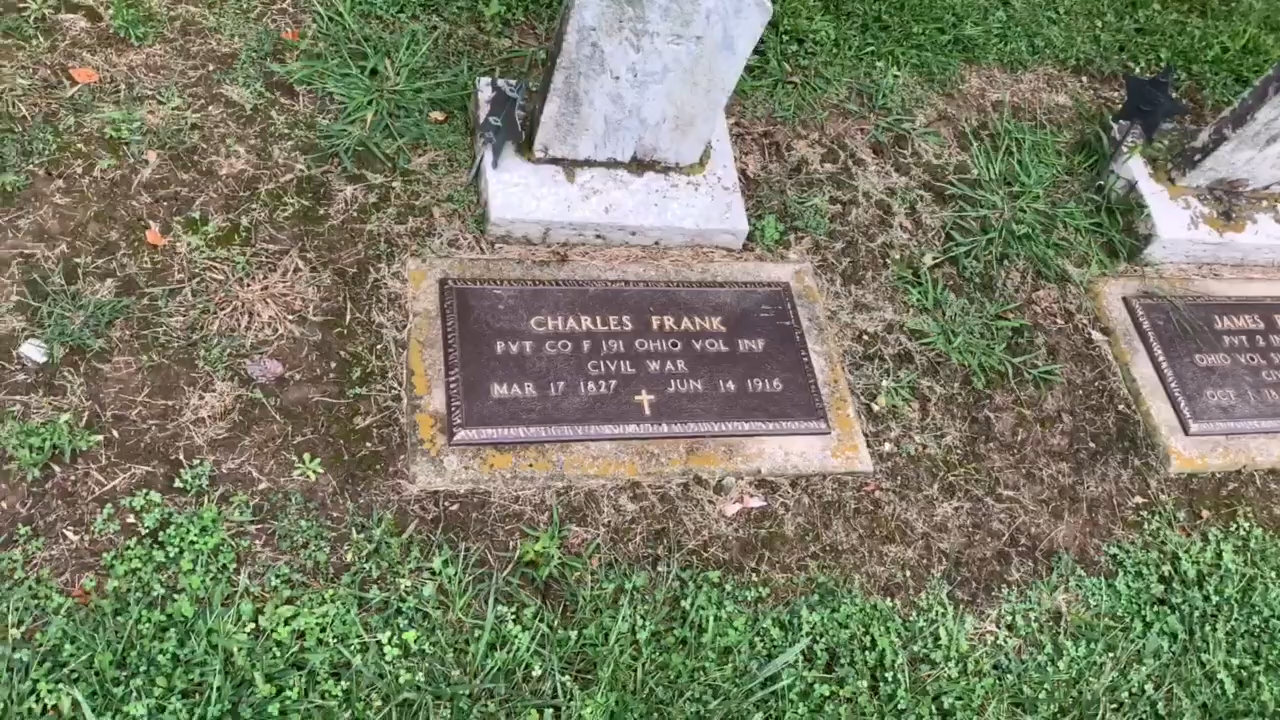 CHARLES FRANK
PVT CO F 191 OHIO VOL INF
CIVIL WAR
MAR 17 1827 JUN 14 1916
JAMES
PVT 2
OHIO VOL
OCT 1